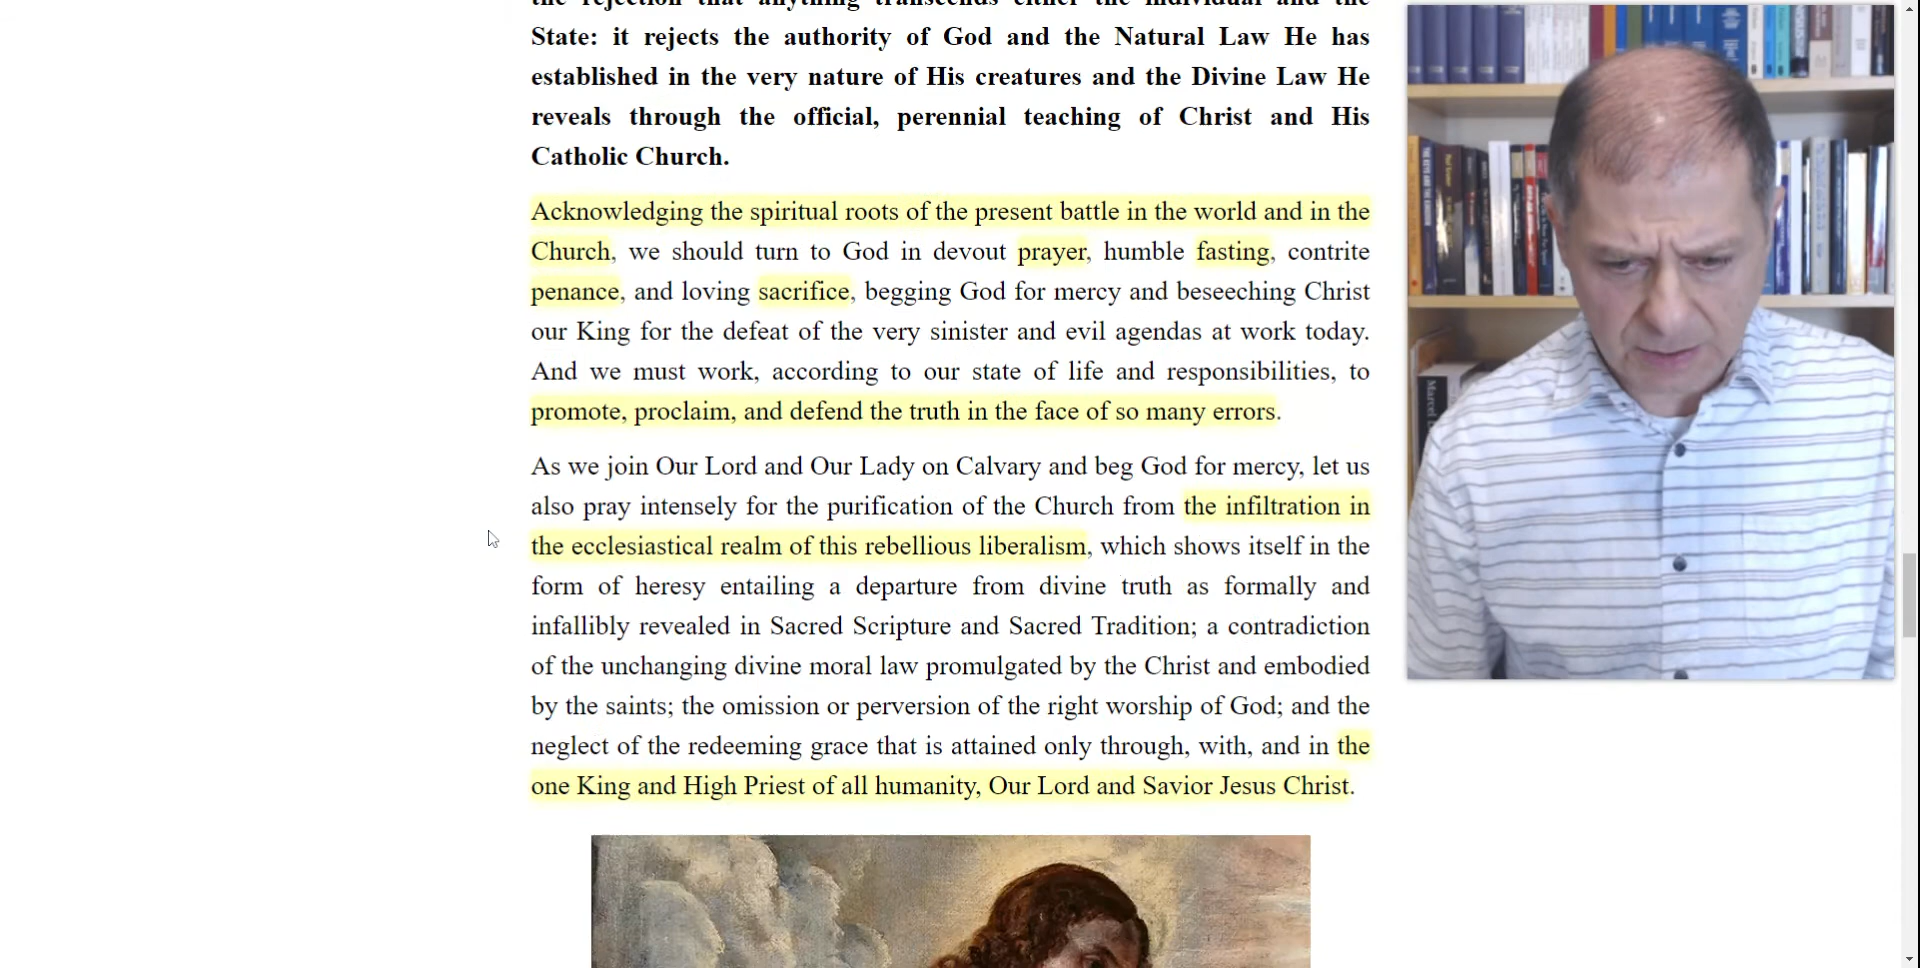 the rejection that anything transcends either the individual and the
State: it rejects the authority of God and the Natural Law He has
established in the very nature of His creatures and the Divine Law He
reveals through the official, perennial teaching of Christ and His
Catholic Church.
Acknowledging the spiritual roots of the present battle in the world and in the
Church, we should turn to God in devout prayer, humble fasting, contrite
penance, and loving sacrifice, begging God for mercy and beseeching Christ
our King for the defeat of the very sinister and evil agendas at work today.
And we must work, according to our state of life and responsibilities, to
promote, proclaim, and defend the truth in the face of so many errors.
As we join Our Lord and Our Lady on Calvary and beg God for mercy, let us
also pray intensely for the purification of the Church from the infiltration in
the ecclesiastical realm of this rebellious liberalism, which shows itself in the
form of heresy entailing a departure from divine truth as formally and
infallibly revealed in Sacred Scripture and Sacred Tradition; a contradiction
of the unchanging divine moral law promulgated by the Christ and embodied
by the saints; the omission or perversion of the right worship of God; and the
neglect of the redeeming grace that is attained only through, with, and in the
one King and High Priest of all humanity, Our Lord and Savior Jesus Christ.
Marcel